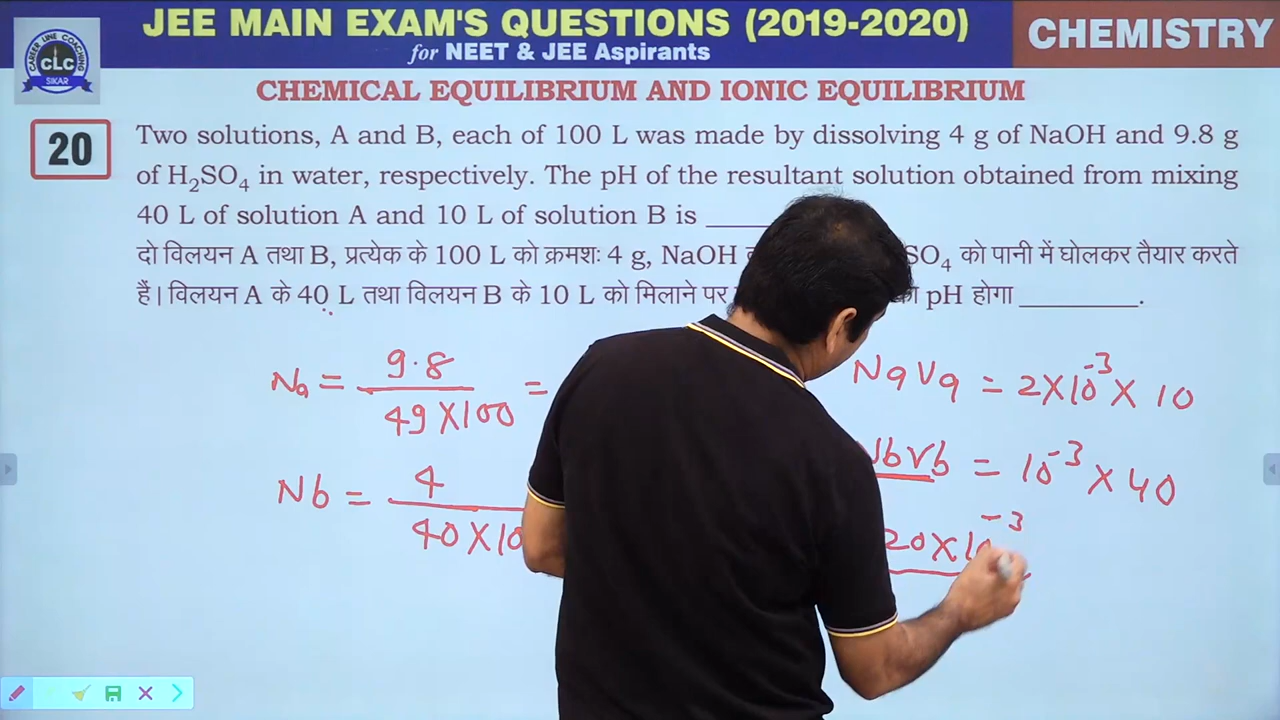 JEE MAIN EXAM'S QUESTIONS (2019-2020)
for NEET & JEE Aspirants
CHEMISTRY
CAREER LINE COACHING
CLC
SIKAR
CHEMICAL EQUILIBRIUM AND IONIC EQUILIBRIUM
20
Two solutions, A and B, each of 100 L was made by dissolving 4 g of NaOH and 9.8 g
of H₂SO₄ in water, respectively. The pH of the resultant solution obtained from mixing
40 L of solution A and 10 L of solution B is ______
दो विलयन A तथा B, प्रत्येक के 100 L को क्रमशः 4 g, NaOH SO₄ को पानी में घोलकर तैयार करते
हैं। विलयन A के 40 L तथा विलयन B के 10 L को मिलाने पर pH होगा ________.
Na = 9.8 / 49 X 100 =
NaVa = 2 X 10⁻³ X 10
Nb = 4 / 40 X 10
NbVb = 10⁻³ X 40
20 X 10⁻³